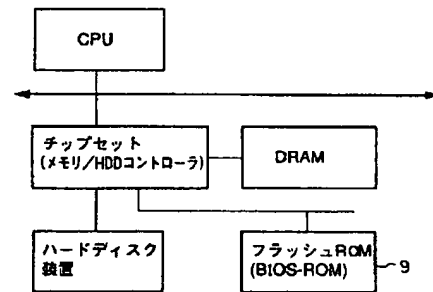 CPU
チップセット
(メモリ/HDDコントローラ)
DRAM
ハードディスク
装置
フラッシュROM
(BIOS-ROM)
9